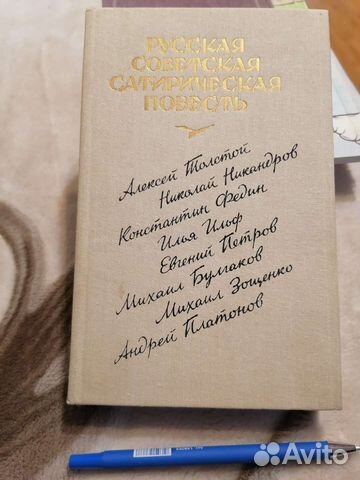 РУССКАЯ
СОВЕТСКАЯ
САТИРИЧЕСКАЯ
ПОВЕСТЬ
Алексей Толстой
Николай Никандров
Константин Федин
Илья Ильф
Евгений Петров
Михаил Булгаков
Михаил Зощенко
Андрей Платонов
Avito